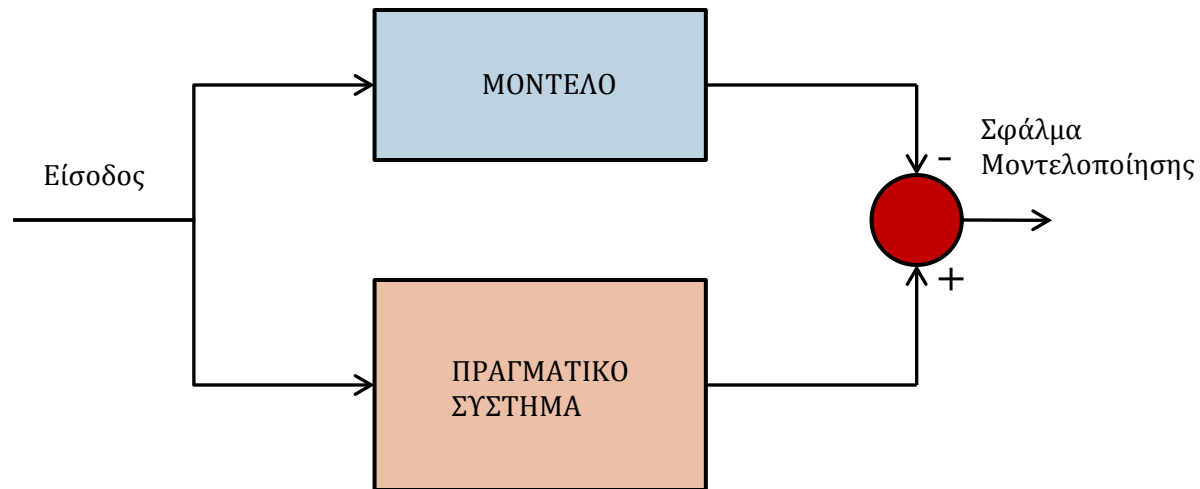 ΜΟΝΤΕΛΟ
Είσοδος
-
Σφάλμα
Μοντελοποίησης
+
ΠΡΑΓΜΑΤΙΚΟ
ΣΥΣΤΗΜΑ